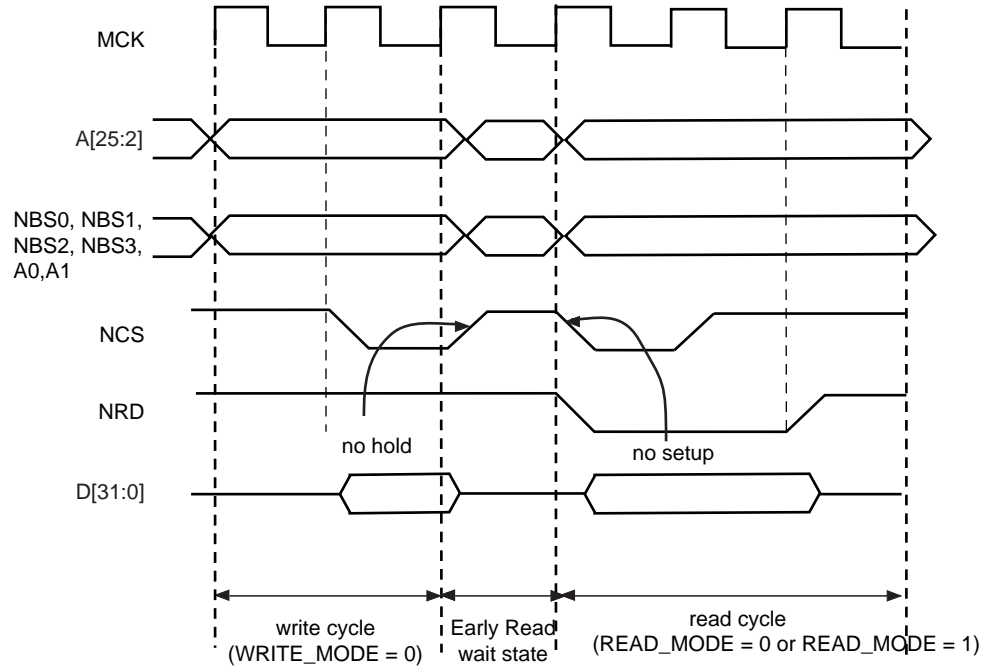 MCK
A[25:2]
NBS0, NBS1,
NBS2, NBS3,
A0,A1
NCS
NRD
no hold
no setup
D[31:0]
write cycle
(WRITE_MODE = 0)
Early Read
wait state
read cycle
(READ_MODE = 0 or READ_MODE = 1)